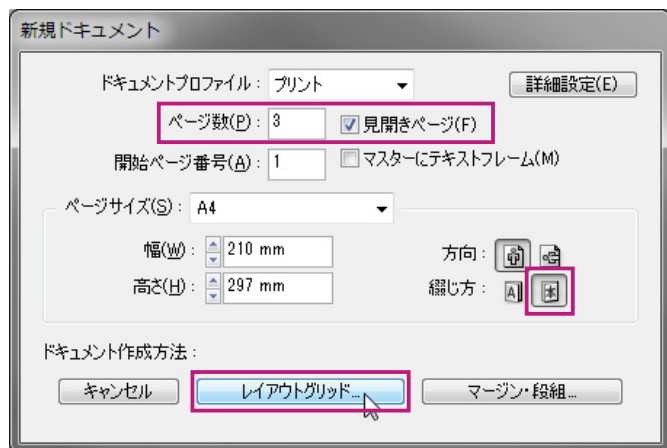 新規ドキュメント
ドキュメントプロファイル： プリント 詳細設定(E)
ページ数(P)： 3 見開きページ(F)
開始ページ番号(A)： 1 マスターにテキストフレーム(M)
ページサイズ(S)： A4
幅(W)： 210 mm 方向：
高さ(H)： 297 mm 綴じ方： A 本
ドキュメント作成方法：
キャンセル レイアウトグリッド... マージン・段組...